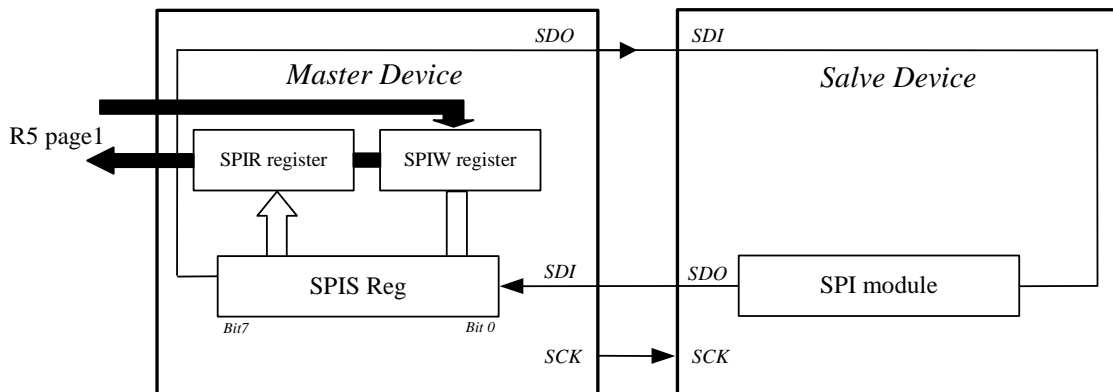 SDO
SDI
Master Device
Salve Device
R5 page1
SPIR register
SPIW register
SPIS Reg
SDI
SDO
SPI module
Bit7
Bit 0
SCK
SCK